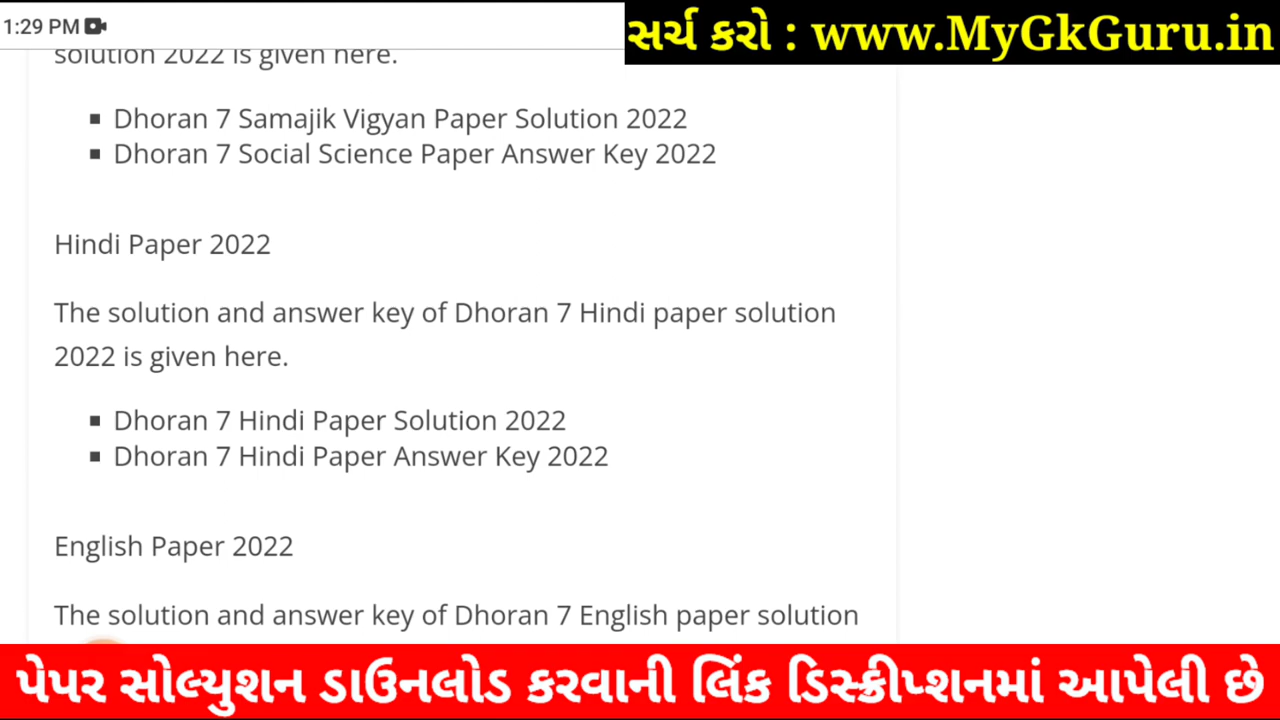 1:29 PM
સર્ચ કરો : www.MyGkGuru.in
solution 2022 is given here.
Dhoran 7 Samajik Vigyan Paper Solution 2022
Dhoran 7 Social Science Paper Answer Key 2022
Hindi Paper 2022
The solution and answer key of Dhoran 7 Hindi paper solution
2022 is given here.
Dhoran 7 Hindi Paper Solution 2022
Dhoran 7 Hindi Paper Answer Key 2022
English Paper 2022
The solution and answer key of Dhoran 7 English paper solution
પેપર સોલ્યુશન ડાઉનલોડ કરવાની લિંક ડિસ્ક્રીપ્શનમાં આપેલી છે